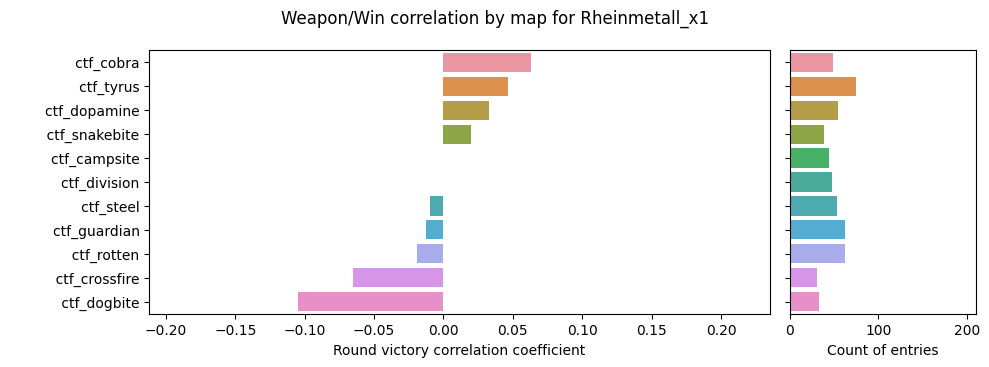 Weapon/Win correlation by map for Rheinmetall_x1
ctf_cobra
ctf_tyrus
ctf_dopamine
ctf_snakebite
ctf_campsite
ctf_division
ctf_steel
ctf_guardian
ctf_rotten
ctf_crossfire
ctf_dogbite
−0.20 −0.15 −0.10 −0.05 0.00 0.05 0.10 0.15 0.20
Round victory correlation coefficient
0 100 200
Count of entries